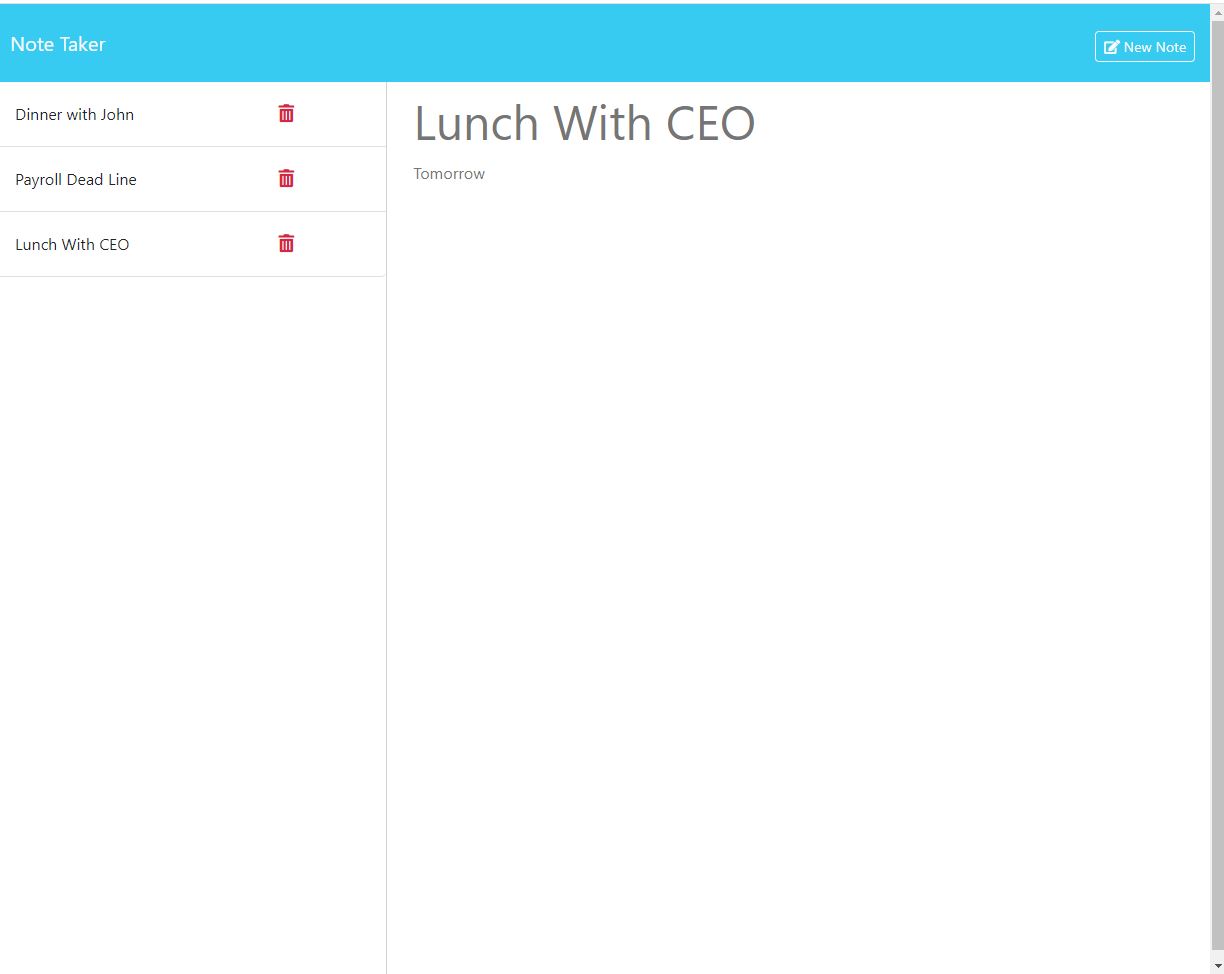 Note Taker
New Note
Dinner with John
Payroll Dead Line
Lunch With CEO
Lunch With CEO
Tomorrow